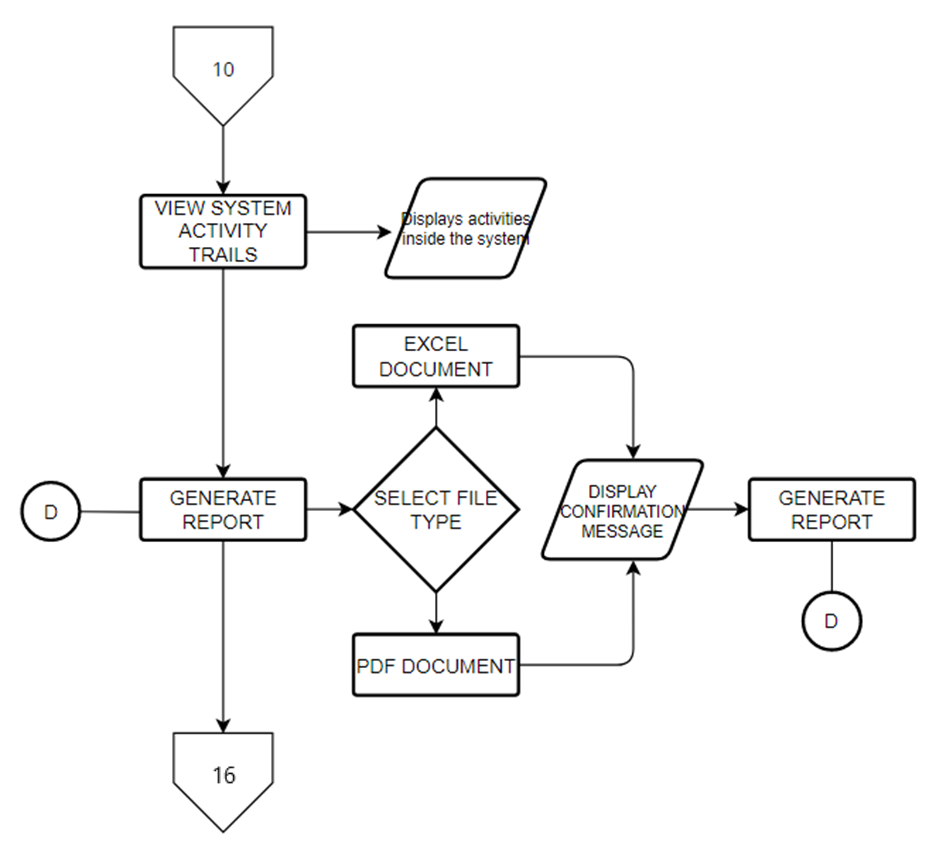 10
VIEW SYSTEM
ACTIVITY
TRAILS
Displays activities
inside the system
EXCEL
DOCUMENT
D
GENERATE
REPORT
SELECT FILE
TYPE
DISPLAY
CONFIRMATION
MESSAGE
GENERATE
REPORT
D
PDF DOCUMENT
16